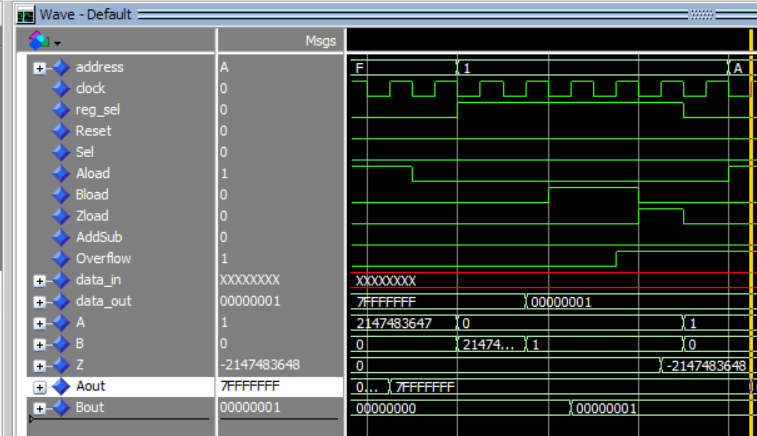 Wave - Default
Msgs
address A F 1 A
clock 0
reg_sel 0
Reset 0
Sel 0
Aload 1
Bload 0
Zload 0
AddSub 0
Overflow 1
data_in XXXXXXXX XXXXXXXX
data_out 00000001 7FFFFFFF 00000001
A 1 2147483647 0 1
B 0 0 21474... 1 0
Z -2147483648 0 -2147483648
Aout 7FFFFFFF 0... 7FFFFFFF
Bout 00000001 00000000 00000001